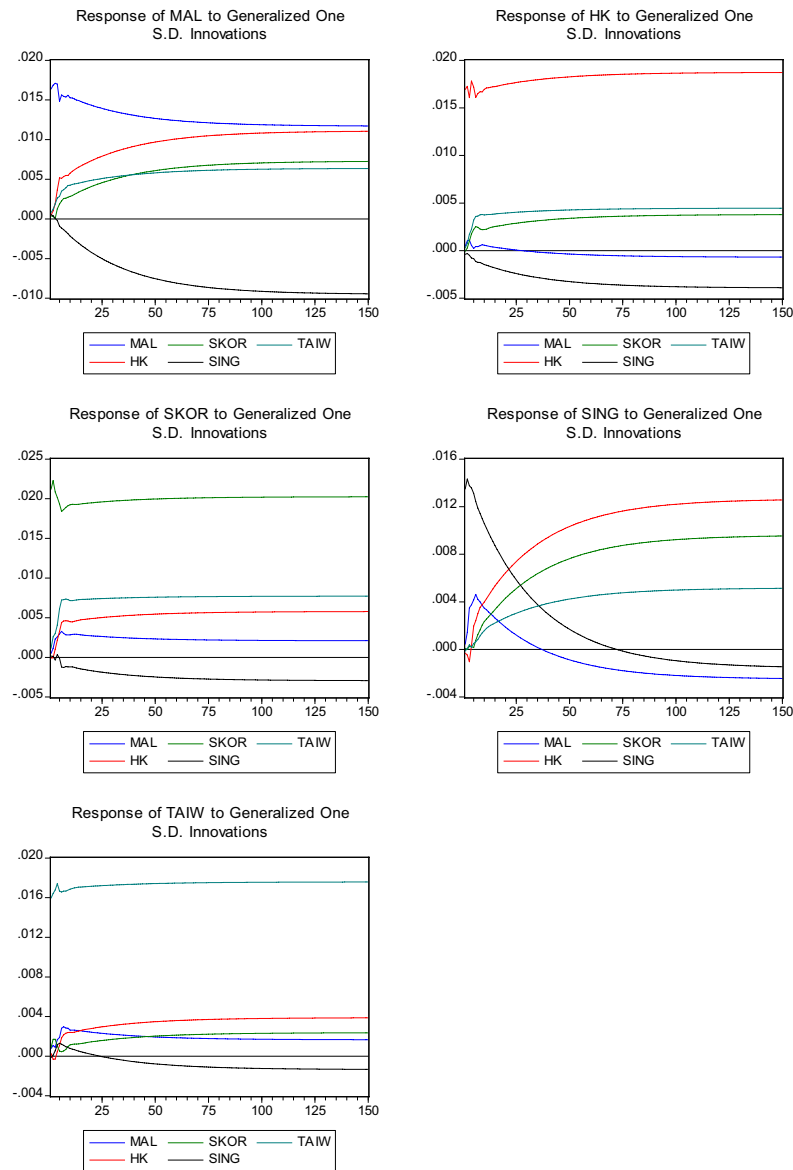 Response of MAL to Generalized One
S.D. Innovations
.020
.015
.010
.005
.000
-.005
-.010
25 50 75 100 125 150
MAL SKOR TAIW
HK SING
Response of HK to Generalized One
S.D. Innovations
.020
.015
.010
.005
.000
-.005
25 50 75 100 125 150
MAL SKOR TAIW
HK SING
Response of SKOR to Generalized One
S.D. Innovations
.025
.020
.015
.010
.005
.000
-.005
25 50 75 100 125 150
MAL SKOR TAIW
HK SING
Response of SING to Generalized One
S.D. Innovations
.016
.012
.008
.004
.000
-.004
25 50 75 100 125 150
MAL SKOR TAIW
HK SING
Response of TAIW to Generalized One
S.D. Innovations
.020
.016
.012
.008
.004
.000
-.004
25 50 75 100 125 150
MAL SKOR TAIW
HK SING